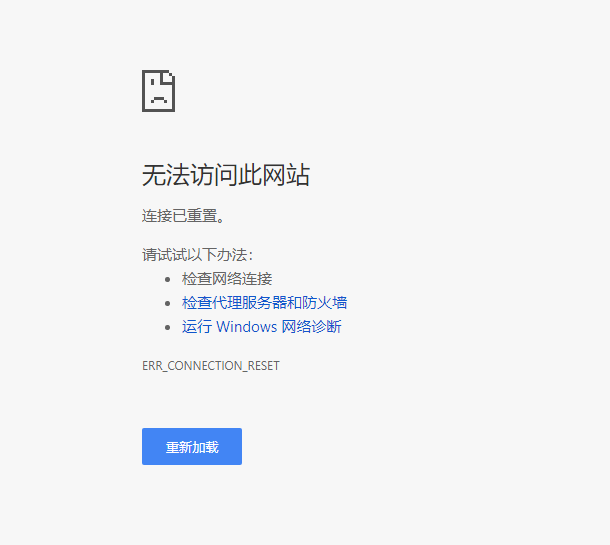 无法访问此网站
连接已重置。
请试试以下办法：
检查网络连接
检查代理服务器和防火墙
运行 Windows 网络诊断
ERR_CONNECTION_RESET
重新加载